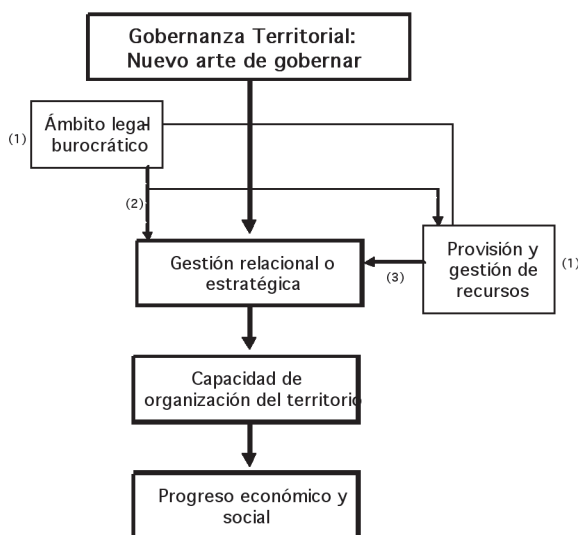 Gobernanza Territorial:
Nuevo arte de gobernar
Ámbito legal
burocrático
(1)
(2)
Gestión relacional o
estratégica
(3)
Provisión y
gestión de
recursos
(1)
Capacidad de
organización del territorio
Progreso económico y
social